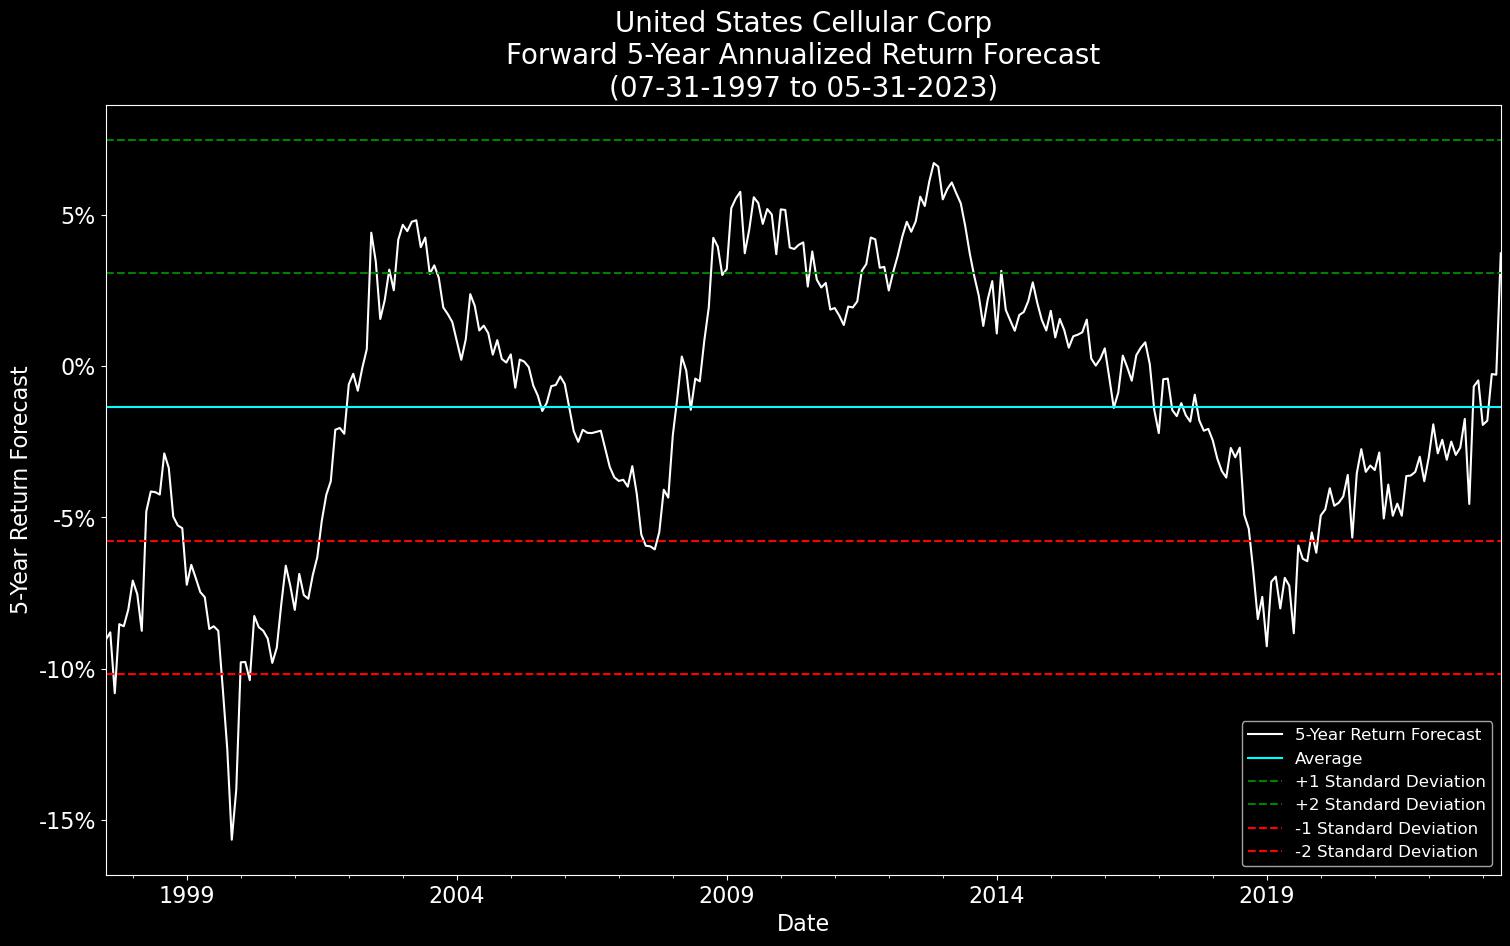 United States Cellular Corp
Forward 5-Year Annualized Return Forecast
(07-31-1997 to 05-31-2023)
5-Year Return Forecast
5%
0%
-5%
-10%
-15%
5-Year Return Forecast
Average
+1 Standard Deviation
+2 Standard Deviation
-1 Standard Deviation
-2 Standard Deviation
1999 2004 2009 2014 2019
Date